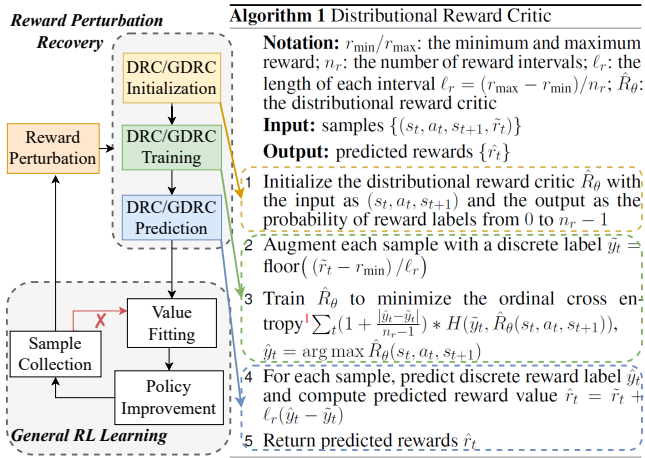 Reward Perturbation
Recovery
DRC/GDRC
Initialization
Reward
Perturbation
DRC/GDRC
Training
DRC/GDRC
Prediction
✗
Sample
Collection
Value
Fitting
Policy
Improvement
General RL Learning
Algorithm 1 Distributional Reward Critic
Notation: r_min/r_max: the minimum and maximum
reward; n_r: the number of reward intervals; ℓ_r: the
length of each interval ℓ_r = (r_max − r_min)/n_r; R̂_θ:
the distributional reward critic
Input: samples {(s_t, a_t, s_{t+1}, r̃_t)}
Output: predicted rewards {r̂_t}
1 Initialize the distributional reward critic R̂_θ with
the input as (s_t, a_t, s_{t+1}) and the output as the
probability of reward labels from 0 to n_r − 1
2 Augment each sample with a discrete label ỹ_t =
floor((r̃_t − r_min) /ℓ_r)
3 Train R̂_θ to minimize the ordinal cross en-
tropy¹ ∑_t(1 + |ŷ_t−ỹ_t|/(n_r−1)) ∗ H(ỹ_t, R̂_θ(s_t, a_t, s_{t+1})),
ŷ_t = arg max R̂_θ(s_t, a_t, s_{t+1})
4 For each sample, predict discrete reward label ŷ_t
and compute predicted reward value r̂_t = r̃_t +
ℓ_r(ŷ_t − ỹ_t)
5 Return predicted rewards r̂_t